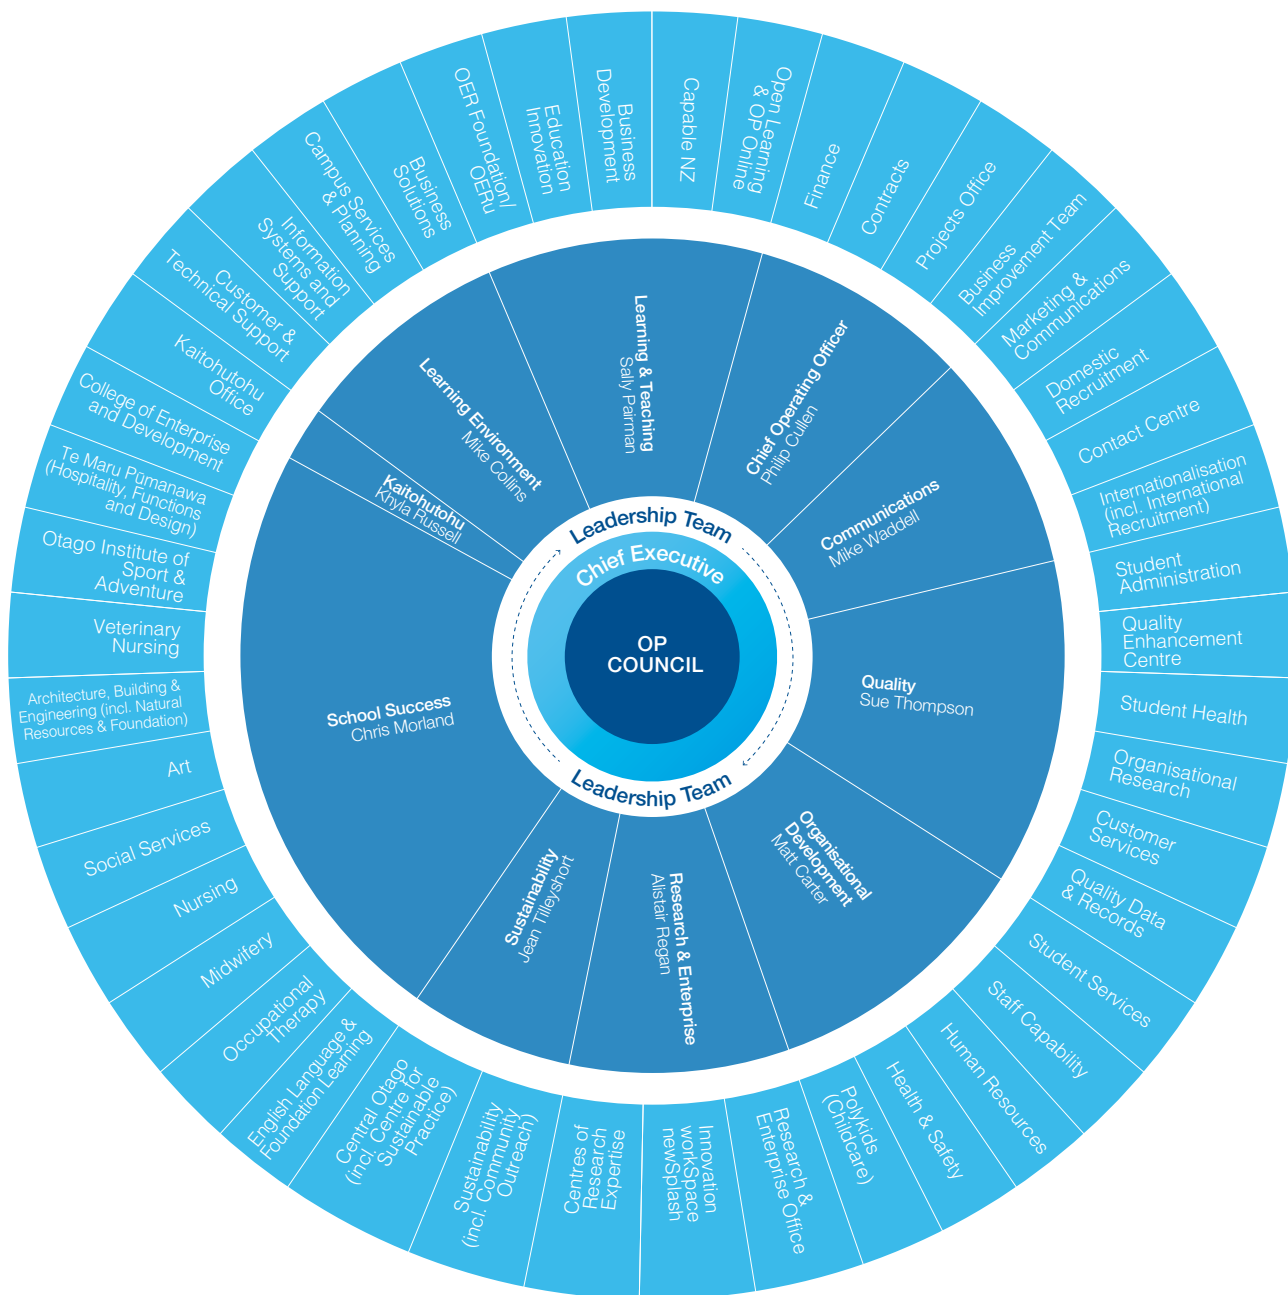 Capable NZ
Open Learning
& OP Online
Finance
Contracts
Projects Office
Business
Improvement Team
Marketing &
Communications
Domestic
Recruitment
Contact Centre
Internationalisation
(incl. International
Recruitment)
Student
Administration
Quality
Enhancement
Centre
Student Health
Organisational
Research
Customer
Services
Quality Data
& Records
Student Services
Staff Capability
Human Resources
Health & Safety
Polykids
(Childcare)
Research &
Enterprise Office
Innovation
workSpace
newSplash
Centres of
Research
Expertise
Sustainability
(incl. Community
Outreach)
Central Otago
(incl. Centre for
Sustainable
Practice)
English Language &
Foundation Learning
Occupational
Therapy
Midwifery
Nursing
Social Services
Art
Architecture, Building &
Engineering (incl. Natural
Resources & Foundation)
Veterinary
Nursing
Otago Institute of
Sport &
Adventure
Te Maru Pūmanawa
(Hospitality, Functions
and Design)
College of Enterprise
and Development
Kaitohutohu
Office
Customer &
Technical Support
Information
Systems and
Support
Campus Services
& Planning
Business
Solutions
OER Foundation/
OERu
Education
Innovation
Business
Development
Learning & Teaching
Sally Pairman
Chief Operating Officer
Philip Cullen
Communications
Mike Waddell
Quality
Sue Thompson
Organisational
Development
Matt Carter
Research & Enterprise
Alistair Regan
Sustainability
Jean Tilleyshort
School Success
Chris Morland
Kaitohutohu
Khyla Russell
Learning Environment
Mike Collins
Leadership Team
Chief Executive
OP
COUNCIL
Leadership Team